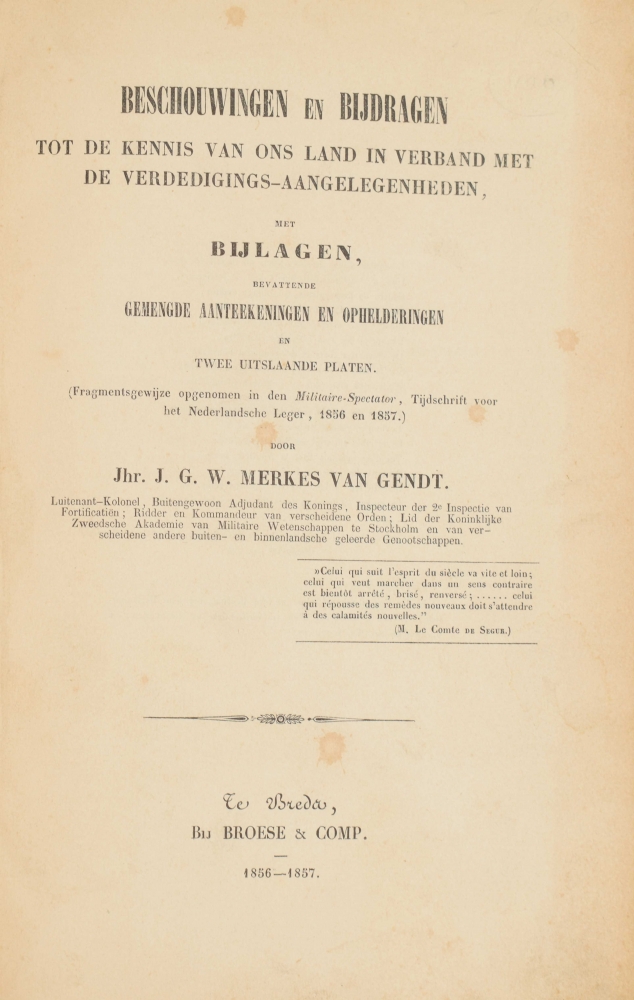 BESCHOUWINGEN EN BIJDRAGEN
TOT DE KENNIS VAN ONS LAND IN VERBAND MET
DE VERDEDIGINGS-AANGELEGENHEDEN,
MET
BIJLAGEN,
BEVATTENDE
GEMENGDE AANTEEKENINGEN EN OPHELDERINGEN
EN
TWEE UITSLAANDE PLATEN.
(Fragmentsgewijze opgenomen in den Militaire-Spectator, Tijdschrift voor
het Nederlandsche Leger, 1856 en 1857.)
DOOR
Jhr. J. G. W. MERKES VAN GENDT.
Luitenant-Kolonel, Buitengewoon Adjudant des Konings, Inspecteur der 2e Inspectie van
Fortificatiën; Ridder en Kommandeur van verscheidene Orden; Lid der Koninklijke
Zweedsche Akademie van Militaire Wetenschappen te Stockholm en van ver-
scheidene andere buiten- en binnenlandsche geleerde Genootschappen.
»Celui qui suit l'esprit du siècle va vite et loin;
celui qui veut marcher dans un sens contraire
est bientôt arrêté, brisé, renversé; ...... celui
qui répousse des remèdes nouveaux doit s'attendre
á des calamités nouvelles."
(M. Le Comte DE SEGUR.)
Te Breda,
Bij BROESE & COMP.
1856—1857.